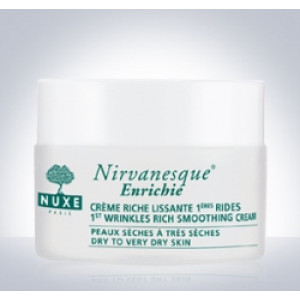 Nirvanesque®
Enrichie
NUXE
PARIS
CRÈME RICHE LISSANTE 1ÈRES RIDES
1ST WRINKLES RICH SMOOTHING CREAM
PEAUX SÈCHES À TRÈS SÈCHES
DRY TO VERY DRY SKIN